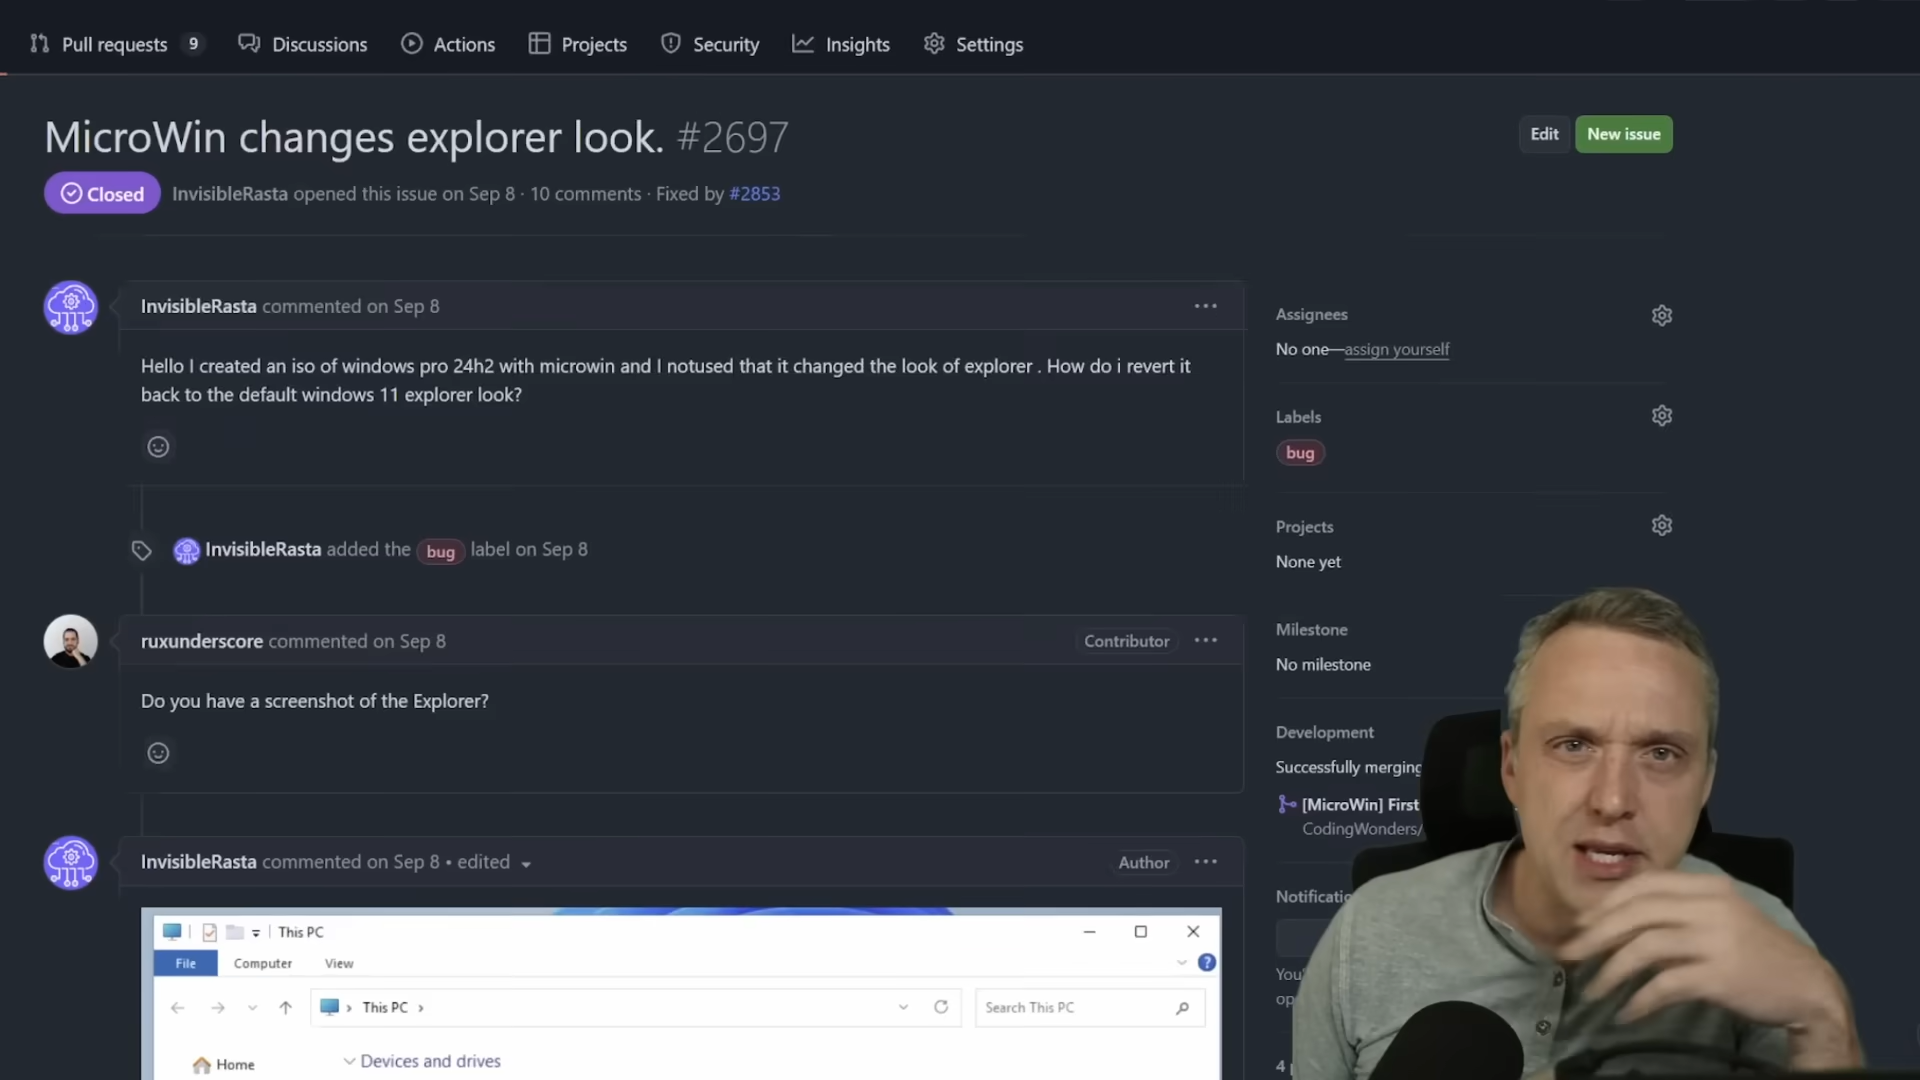 Pull requests 9 Discussions Actions Projects Security Insights Settings
MicroWin changes explorer look. #2697
Edit New issue
Closed InvisibleRasta opened this issue on Sep 8 · 10 comments · Fixed by #2853
InvisibleRasta commented on Sep 8
Hello I created an iso of windows pro 24h2 with microwin and I notused that it changed the look of explorer . How do i revert it
back to the default windows 11 explorer look?
InvisibleRasta added the bug label on Sep 8
ruxunderscore commented on Sep 8 Contributor
Do you have a screenshot of the Explorer?
InvisibleRasta commented on Sep 8 • edited Author
This PC
File Computer View
This PC Search This PC
Home Devices and drives
Assignees
No one—assign yourself
Labels
bug
Projects
None yet
Milestone
No milestone
Development
Successfully merging
[MicroWin] First
CodingWonders/
4